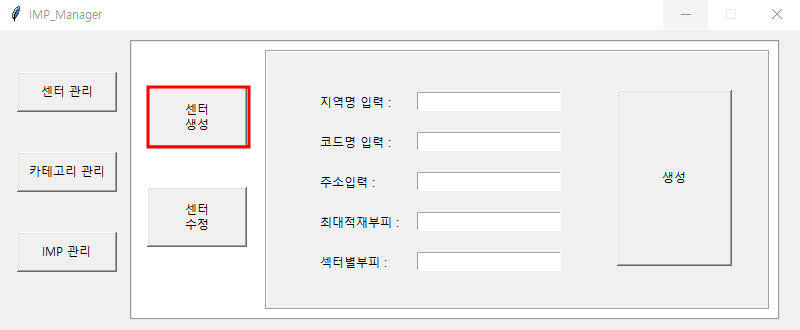 IMP_Manager
센터 관리
카테고리 관리
IMP 관리
센터
생성
센터
수정
지역명 입력 :
코드명 입력 :
주소입력 :
최대적재부피 :
섹터별부피 :
생성